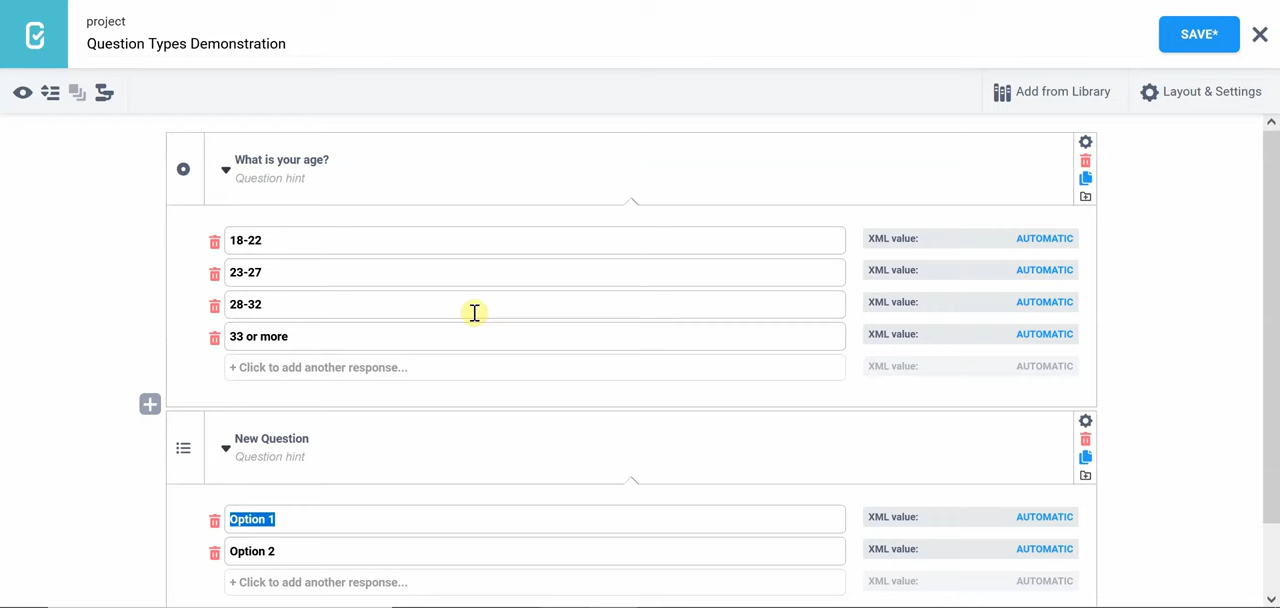 project
Question Types Demonstration
SAVE*
Add from Library
Layout & Settings
What is your age?
Question hint
18-22
XML value: AUTOMATIC
23-27
XML value: AUTOMATIC
28-32
XML value: AUTOMATIC
33 or more
XML value: AUTOMATIC
+ Click to add another response...
XML value: AUTOMATIC
New Question
Question hint
Option 1
XML value: AUTOMATIC
Option 2
XML value: AUTOMATIC
+ Click to add another response...
XML value: AUTOMATIC